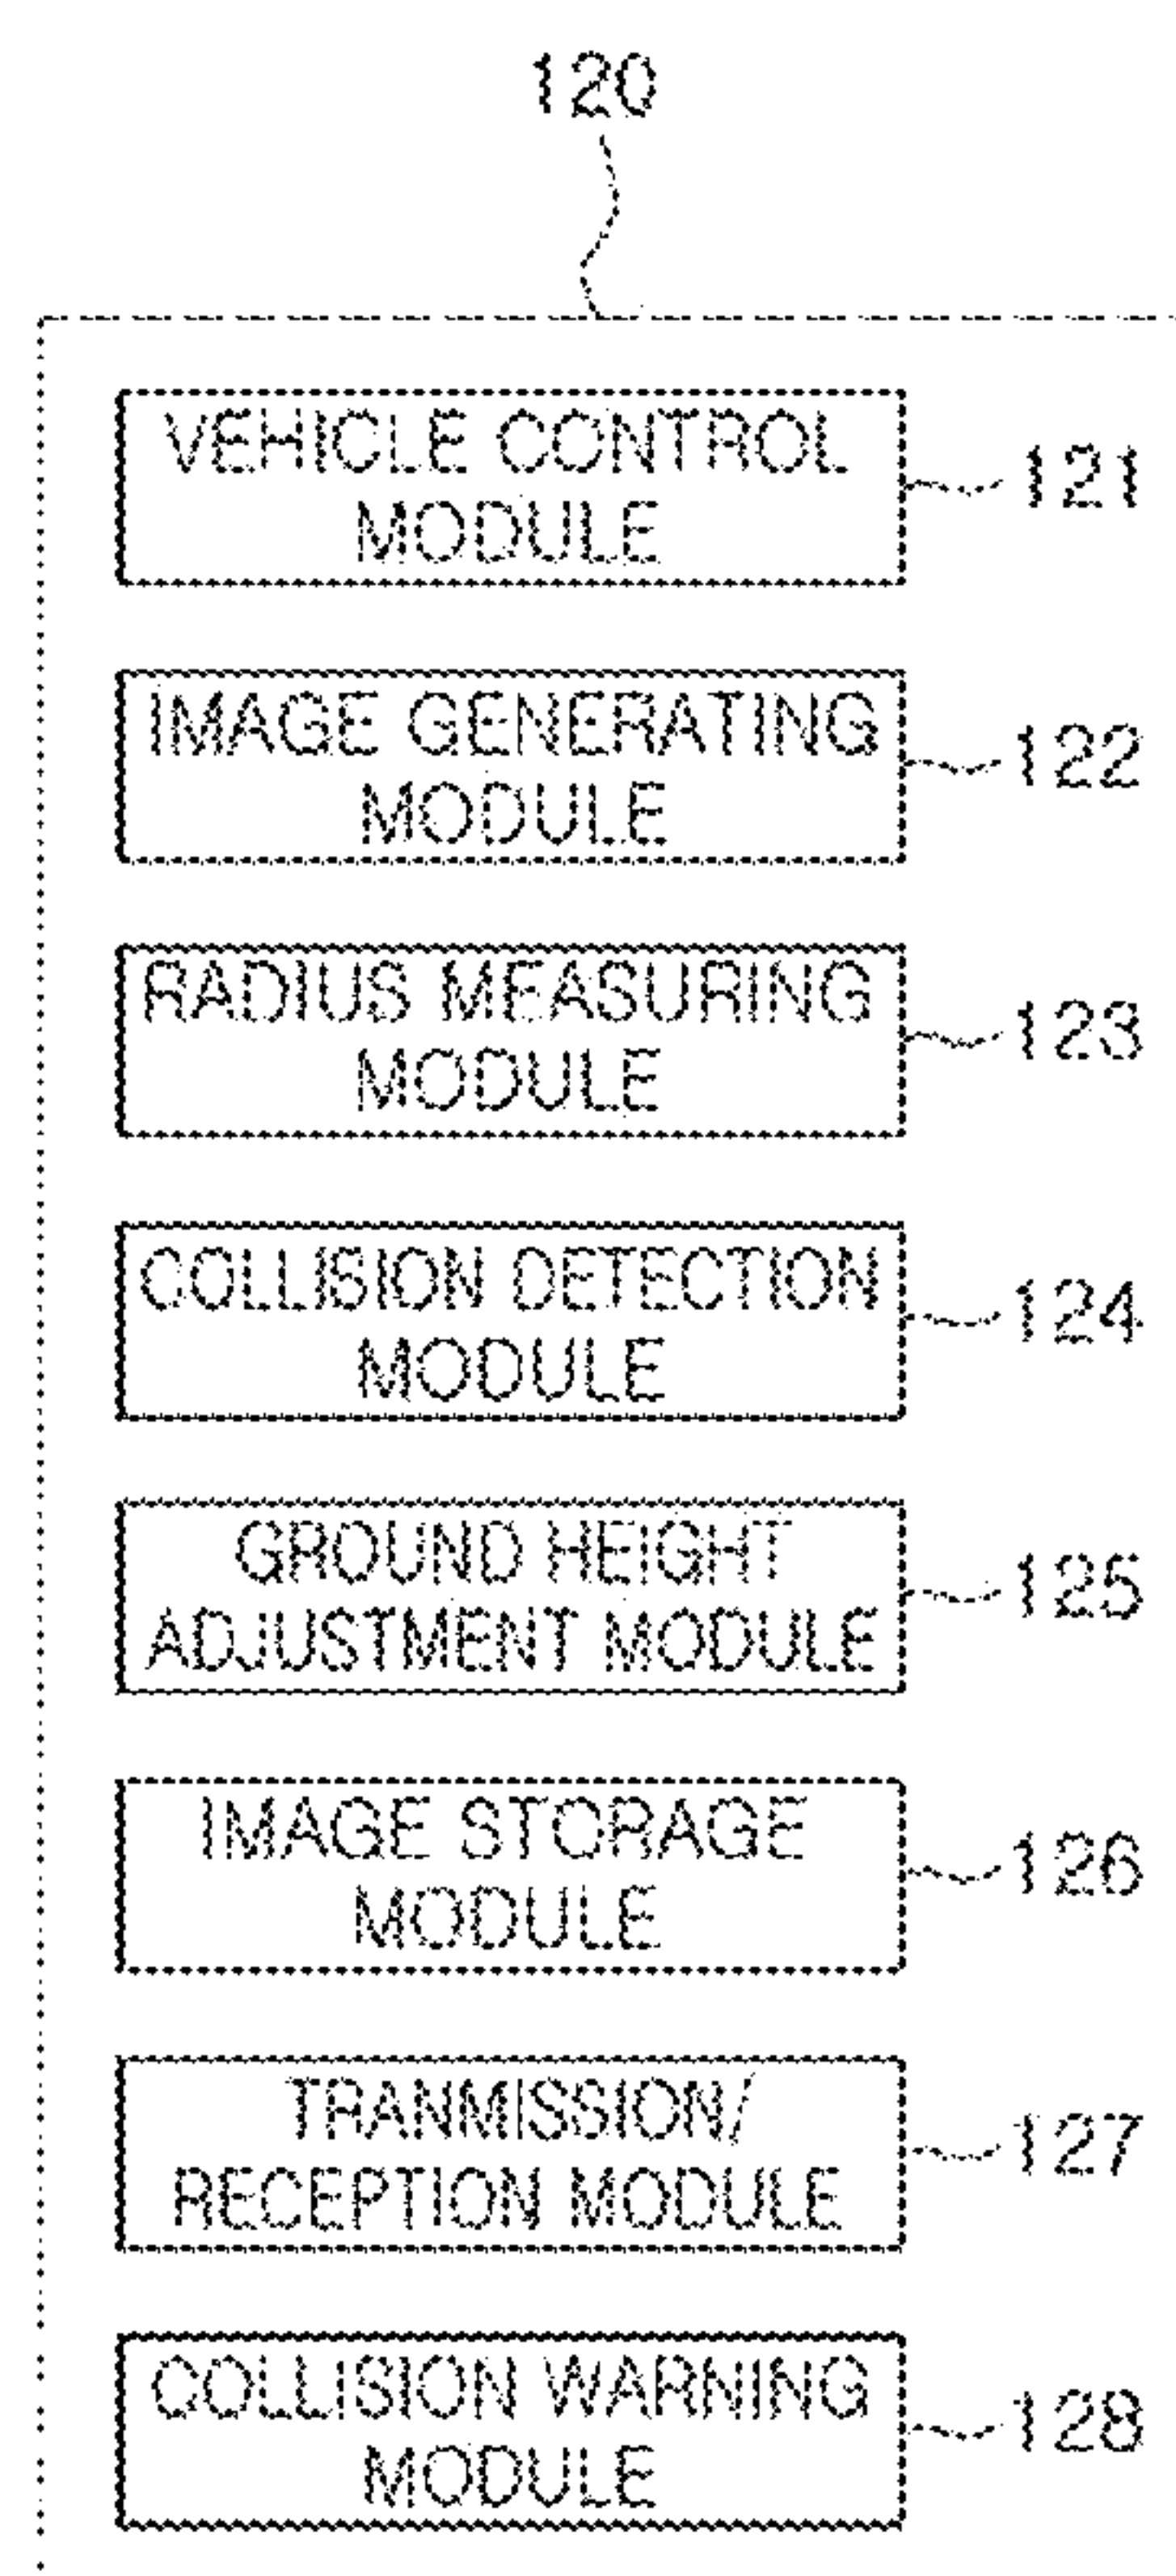 120
VEHICLE CONTROL
MODULE
121
IMAGE GENERATING
MODULE
122
RADIUS MEASURING
MODULE
123
COLLISION DETECTION
MODULE
124
GROUND HEIGHT
ADJUSTMENT MODULE
125
IMAGE STORAGE
MODULE
126
TRANMISSION/
RECEPTION MODULE
127
COLLISION WARNING
MODULE
128